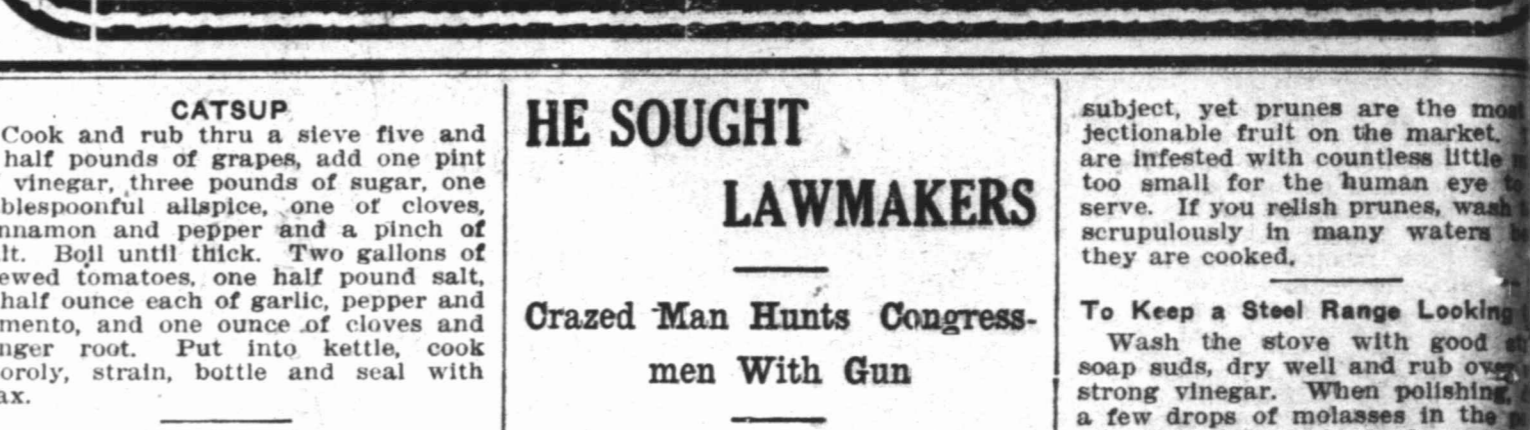 CATSUP
Cook and rub thru a sieve five and
half pounds of grapes, add one pint
vinegar, three pounds of sugar, one
blespoonful allspice, one of cloves,
nnamon and pepper and a pinch of
lt. Boil until thick. Two gallons of
ewed tomatoes, one half pound salt,
half ounce each of garlic, pepper and
mento, and one ounce of cloves and
nger root. Put into kettle, cook
oroly, strain, bottle and seal with
ax.
HE SOUGHT
LAWMAKERS
Crazed Man Hunts Congress-
men With Gun
subject, yet prunes are the most
jectionable fruit on the market.
are infested with countless little
too small for the human eye to
serve. If you relish prunes, wash
scrupulously in many waters
they are cooked.
To Keep a Steel Range Looking
Wash the stove with good
soap suds, dry well and rub over
strong vinegar. When polishing,
a few drops of molasses in the